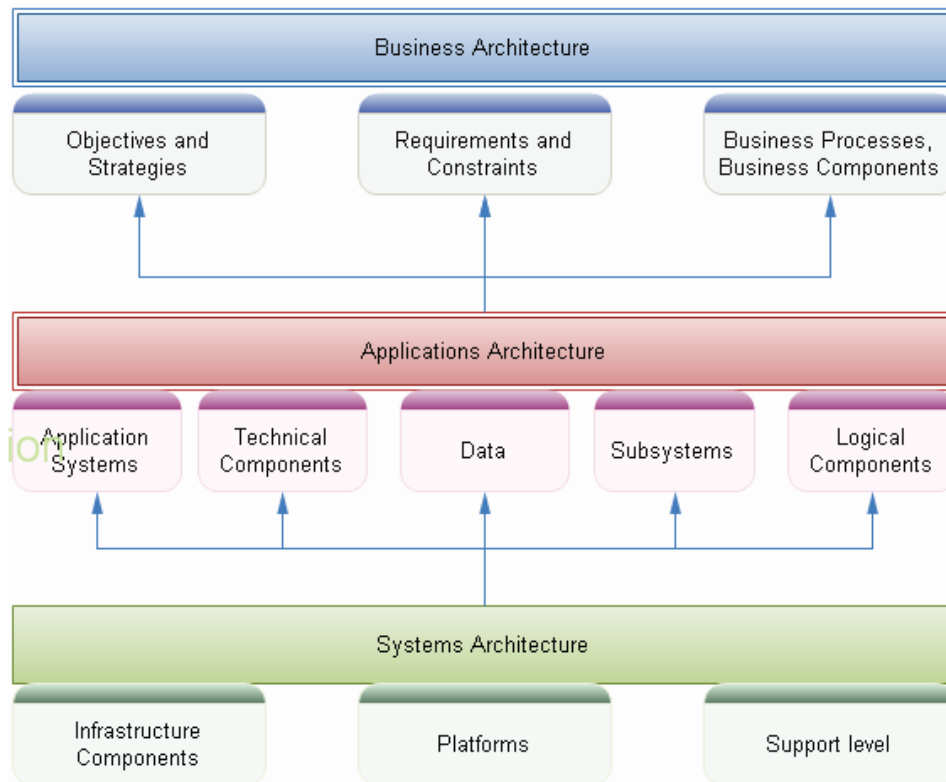 Business Architecture
Objectives and
Strategies
Requirements and
Constraints
Business Processes,
Business Components
Applications Architecture
Application
Systems
Technical
Components
Data
Subsystems
Logical
Components
ion
Systems Architecture
Infrastructure
Components
Platforms
Support level